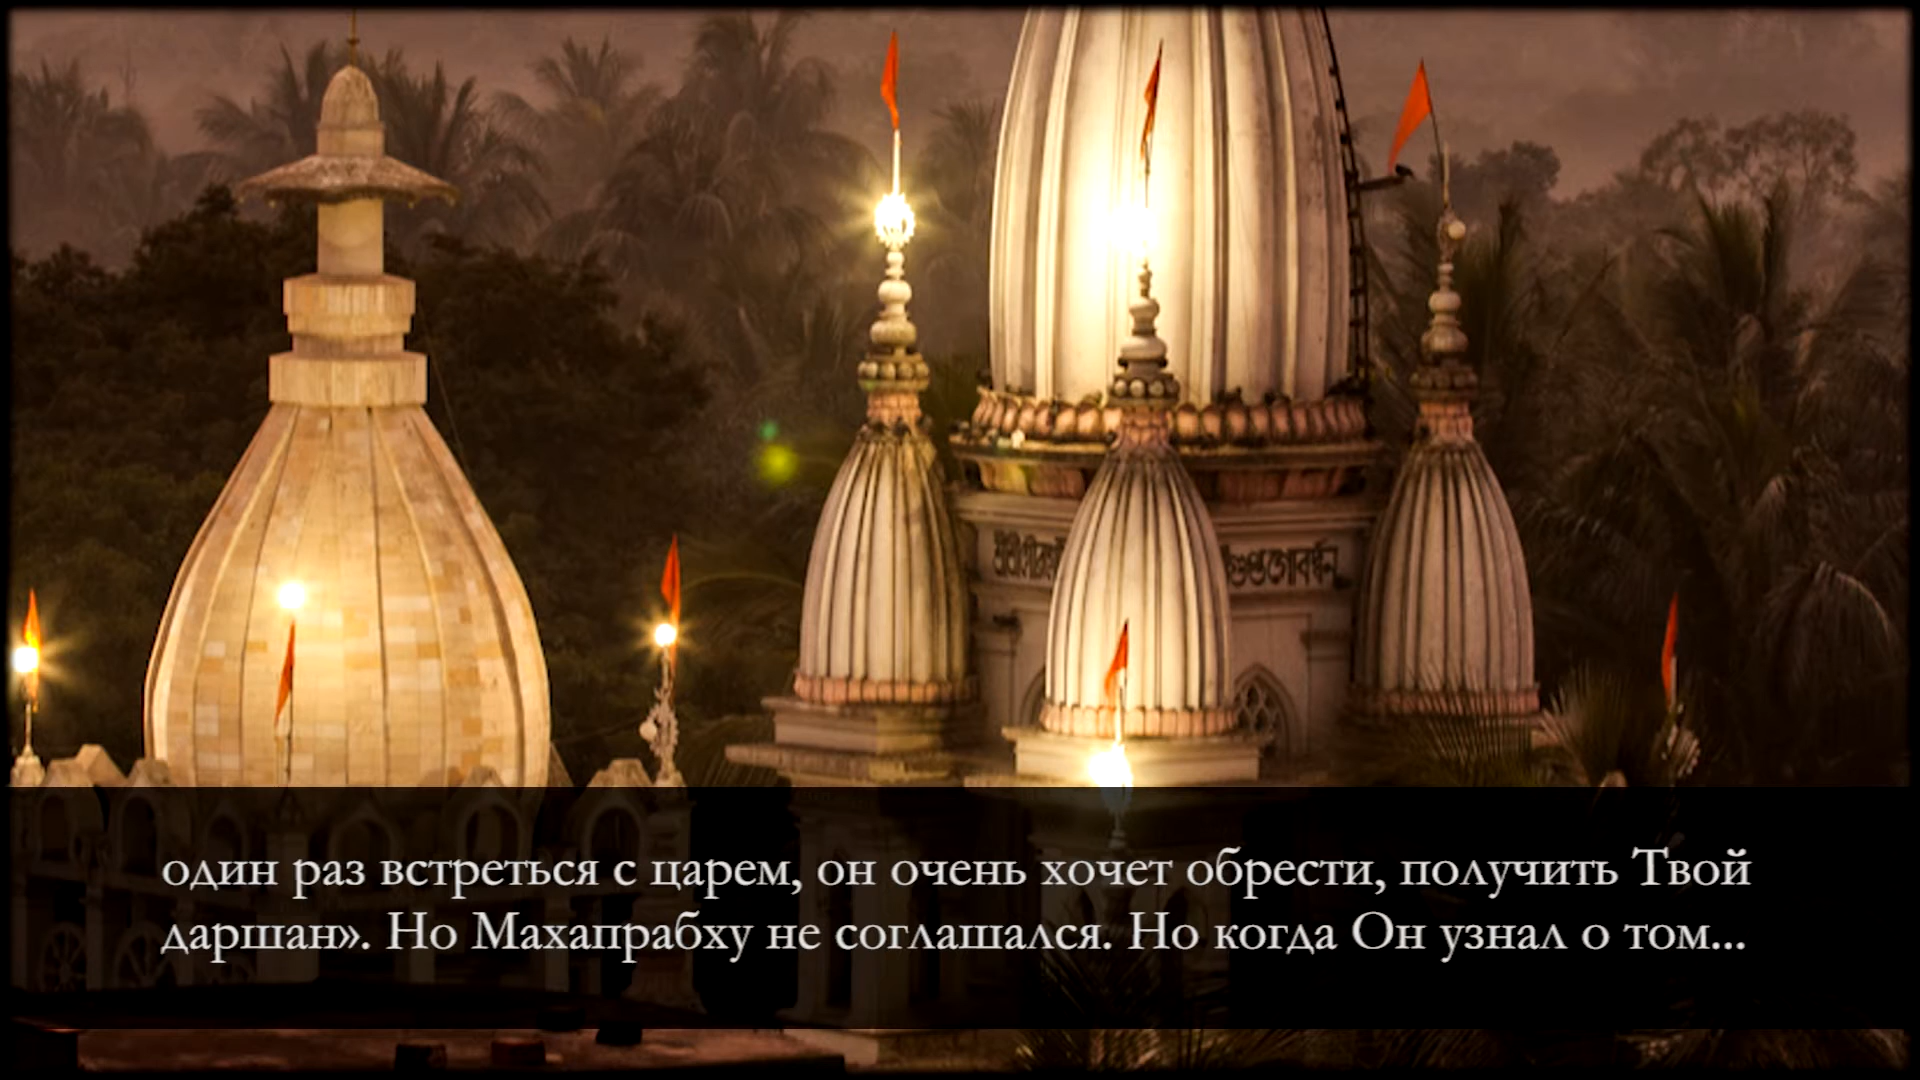 один раз встреться с царем, он очень хочет обрести, получить Твой
даршан». Но Махапрабху не соглашался. Но когда Он узнал о том...